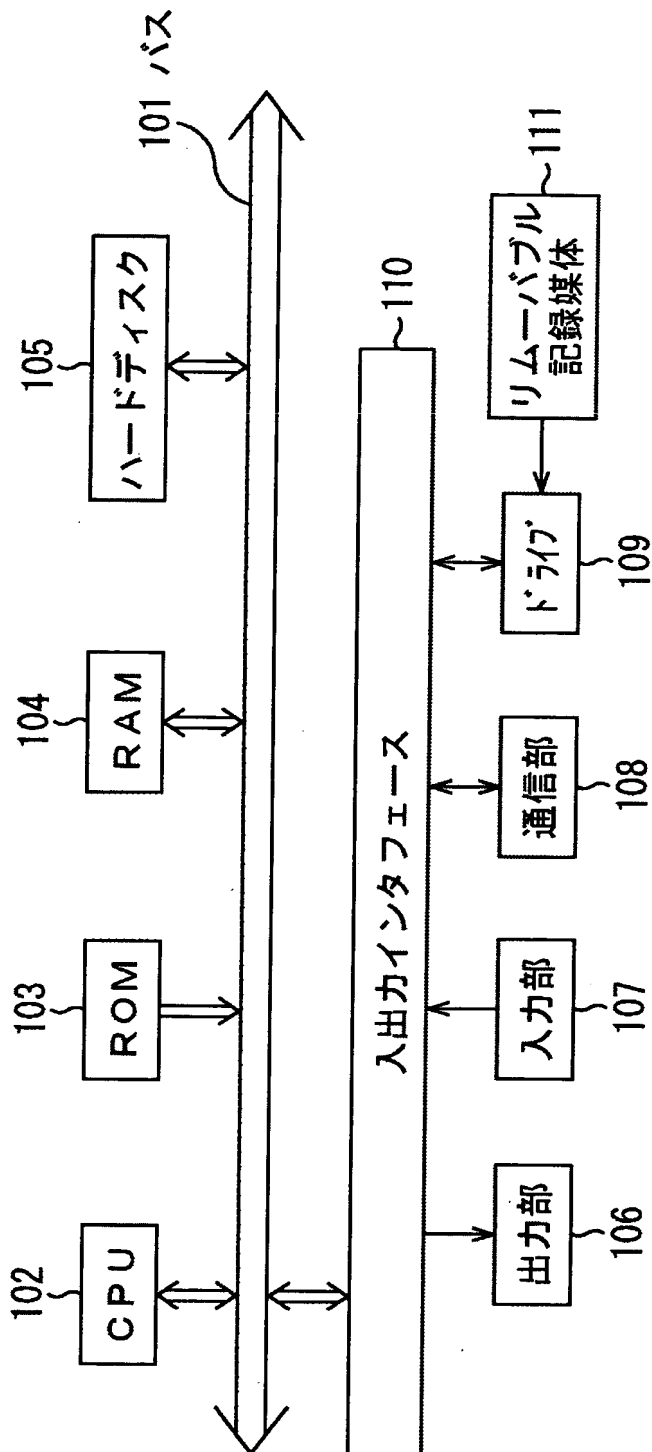 102
CPU
103
ROM
104
RAM
105
ハードディスク
101 バス
入出力インタフェース
110
出力部
106
入力部
107
通信部
108
ドライブ
109
リムーバブル
記録媒体
111